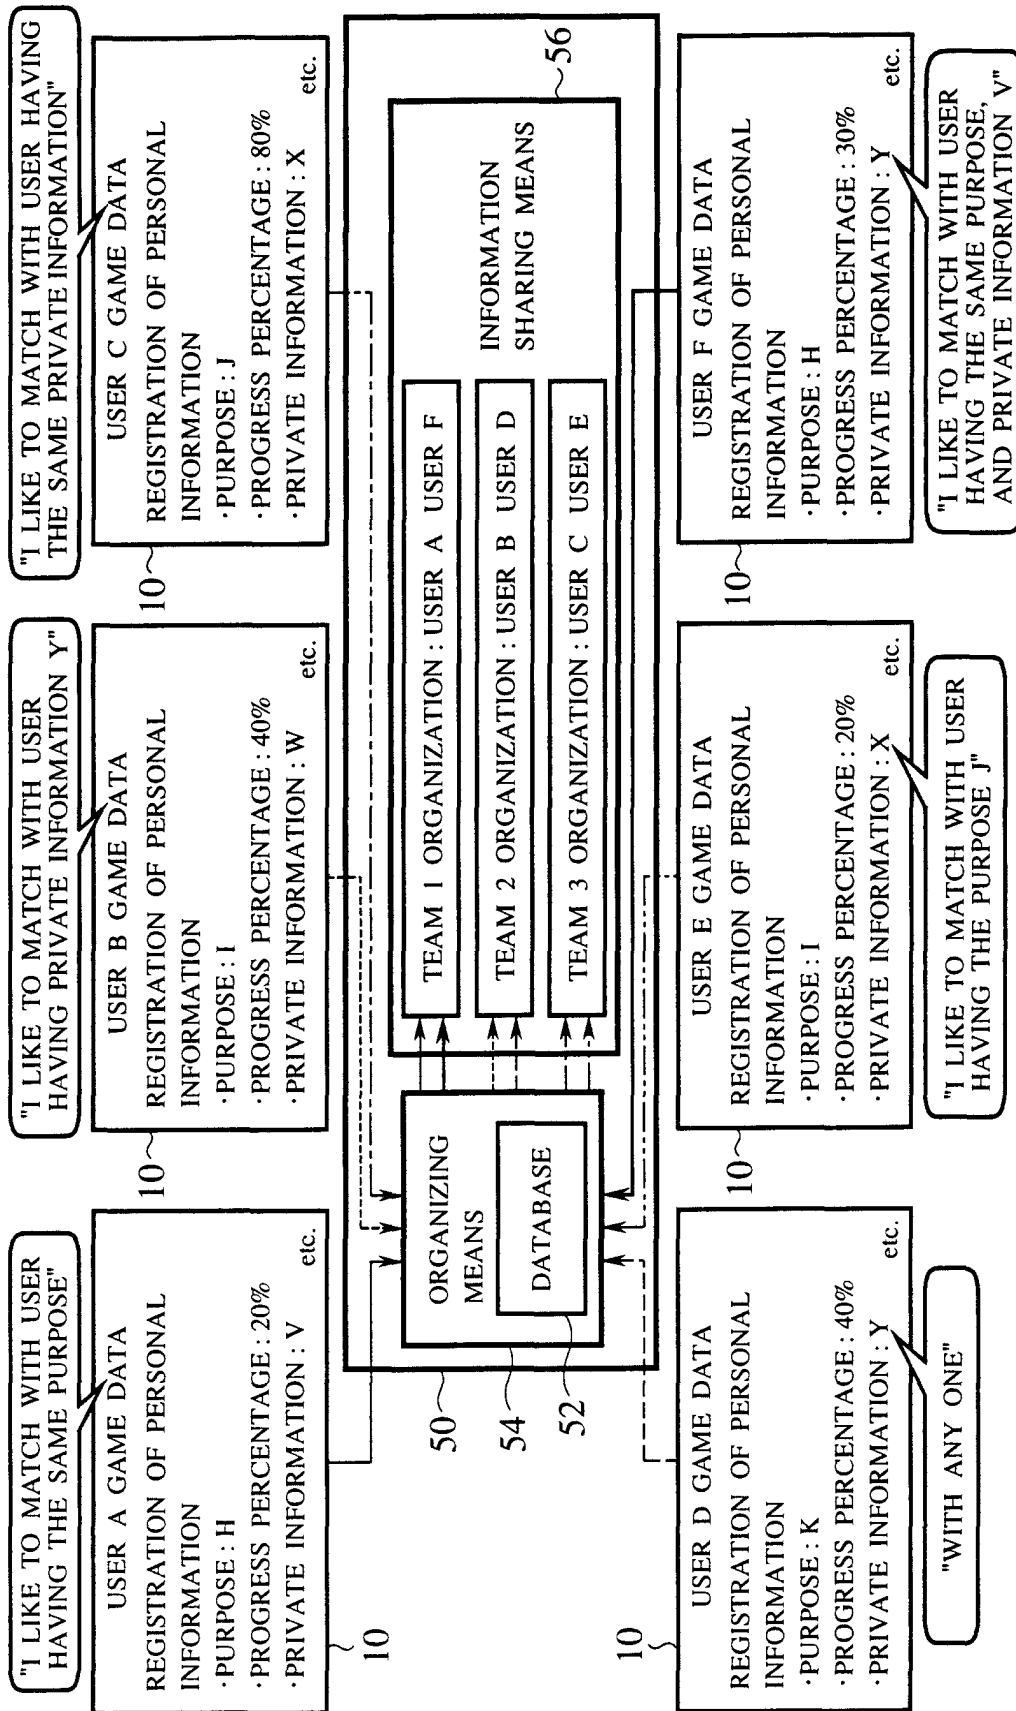 "I LIKE TO MATCH WITH USER
HAVING THE SAME PURPOSE"
USER A GAME DATA
REGISTRATION OF PERSONAL
INFORMATION
·PURPOSE : H
·PROGRESS PERCENTAGE : 20%
·PRIVATE INFORMATION : V
etc.
10
"I LIKE TO MATCH WITH USER
HAVING PRIVATE INFORMATION Y"
USER B GAME DATA
REGISTRATION OF PERSONAL
INFORMATION
·PURPOSE : I
·PROGRESS PERCENTAGE : 40%
·PRIVATE INFORMATION : W
etc.
10
"I LIKE TO MATCH WITH USER HAVING
THE SAME PRIVATE INFORMATION"
USER C GAME DATA
REGISTRATION OF PERSONAL
INFORMATION
·PURPOSE : J
·PROGRESS PERCENTAGE : 80%
·PRIVATE INFORMATION : X
etc.
10
50
54
52
ORGANIZING
MEANS
DATABASE
TEAM 1 ORGANIZATION : USER A USER F
TEAM 2 ORGANIZATION : USER B USER D
TEAM 3 ORGANIZATION : USER C USER E
INFORMATION
SHARING MEANS
56
10
USER D GAME DATA
REGISTRATION OF PERSONAL
INFORMATION
·PURPOSE : K
·PROGRESS PERCENTAGE : 40%
·PRIVATE INFORMATION : Y
etc.
"WITH ANY ONE"
10
USER E GAME DATA
REGISTRATION OF PERSONAL
INFORMATION
·PURPOSE : I
·PROGRESS PERCENTAGE : 20%
·PRIVATE INFORMATION : X
etc.
"I LIKE TO MATCH WITH USER
HAVING THE PURPOSE J"
10
USER F GAME DATA
REGISTRATION OF PERSONAL
INFORMATION
·PURPOSE : H
·PROGRESS PERCENTAGE : 30%
·PRIVATE INFORMATION : Y
etc.
"I LIKE TO MATCH WITH USER
HAVING THE SAME PURPOSE,
AND PRIVATE INFORMATION V"